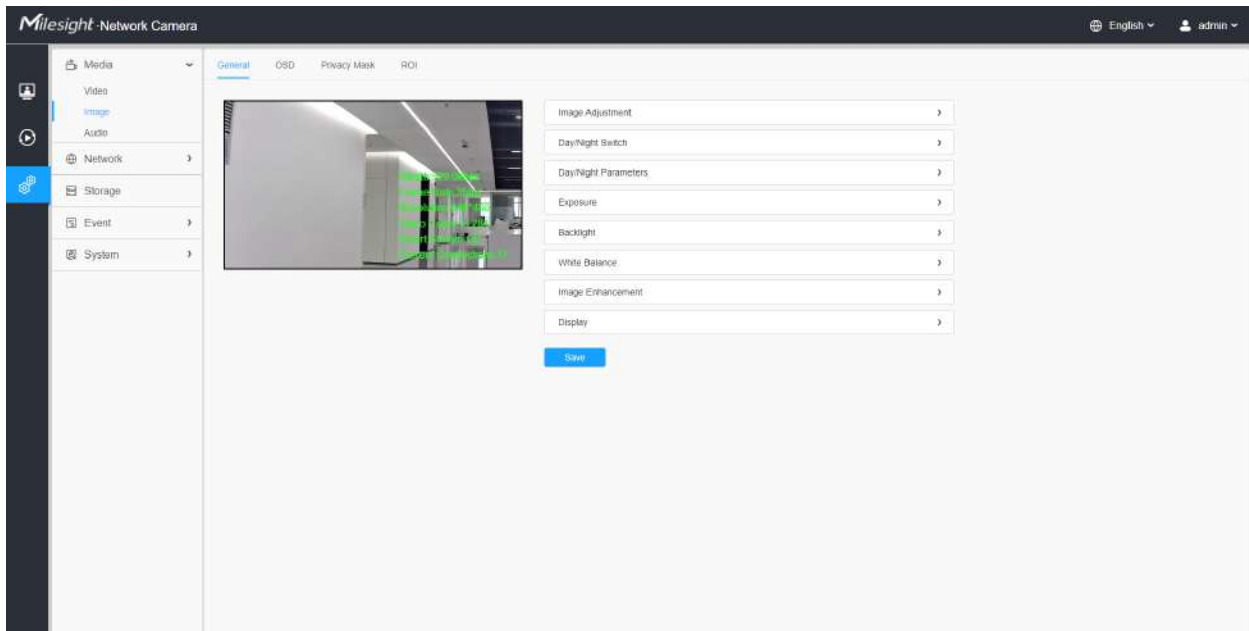 Milesight -Network Camera
English
admin
Media
Video
Image
Audio
Network
Storage
Event
System
General OSD Privacy Mask ROI
Image Adjustment
Day/Night Switch
Day/Night Parameters
Exposure
Backlight
White Balance
Image Enhancement
Display
Save